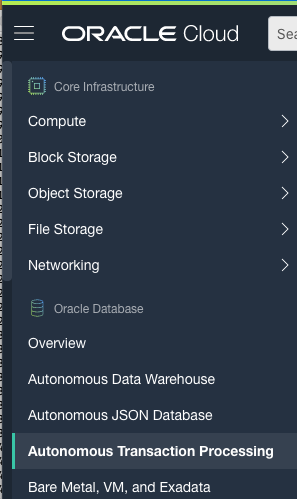 ORACLE Cloud
Sea
Core Infrastructure
Compute
Block Storage
Object Storage
File Storage
Networking
Oracle Database
Overview
Autonomous Data Warehouse
Autonomous JSON Database
Autonomous Transaction Processing
Bare Metal, VM, and Exadata